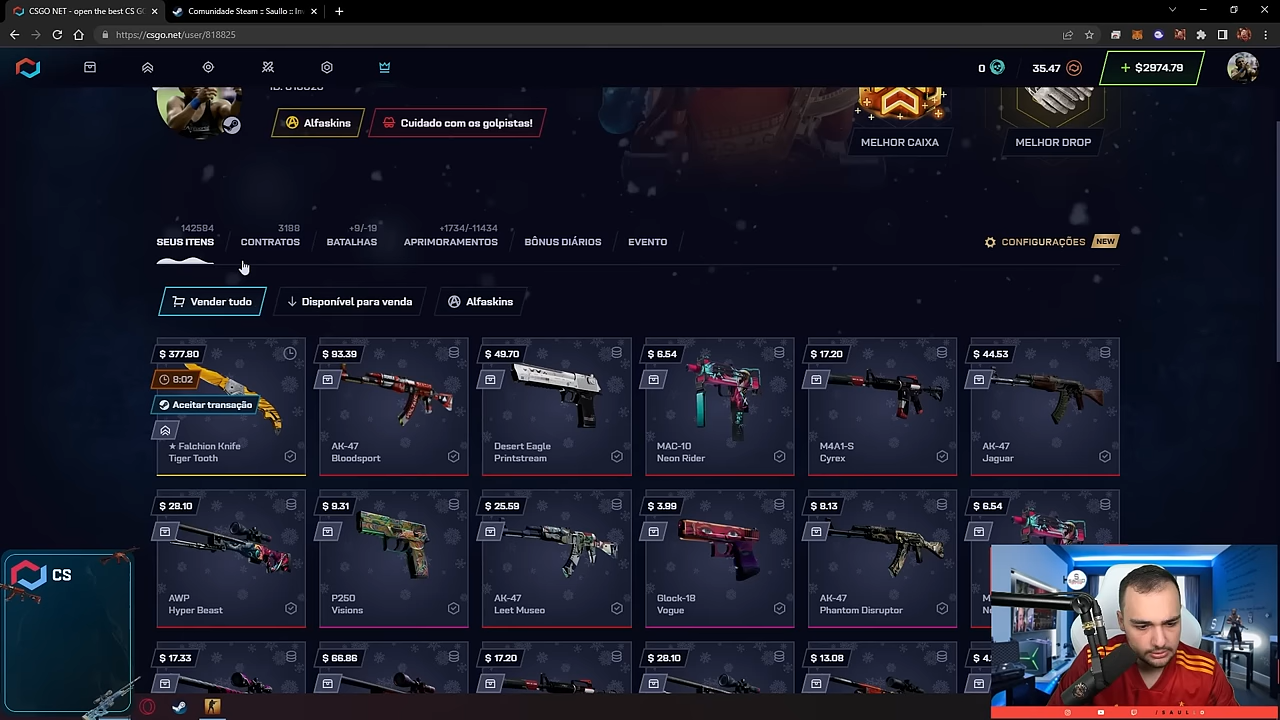 CSGO NET - open the best CS G
Comunidade Steam :: Saullo :: In
https://csgo.net/user/818825
0
35.47
+ $2974.79
Alfaskins
Cuidado com os golpistas!
MELHOR CAIXA
MELHOR DROP
142584
3188
+9/-19
+1734/-11434
SEUS ITENS
CONTRATOS
BATALHAS
APRIMORAMENTOS
BÔNUS DIÁRIOS
EVENTO
CONFIGURAÇÕES
NEW
Vender tudo
Disponível para venda
Alfaskins
$ 377.80
8:02
Aceitar transação
★ Falchion Knife
Tiger Tooth
$ 93.39
AK-47
Bloodsport
$ 49.70
Desert Eagle
Printstream
$ 6.54
MAC-10
Neon Rider
$ 17.20
M4A1-S
Cyrex
$ 44.53
AK-47
Jaguar
$ 28.10
AWP
Hyper Beast
$ 9.31
P250
Visions
$ 25.59
AK-47
Leet Museo
$ 3.99
Glock-18
Vogue
$ 8.13
AK-47
Phantom Disruptor
$ 6.54
$ 17.33
$ 66.86
$ 17.20
$ 28.10
$ 13.08
CS